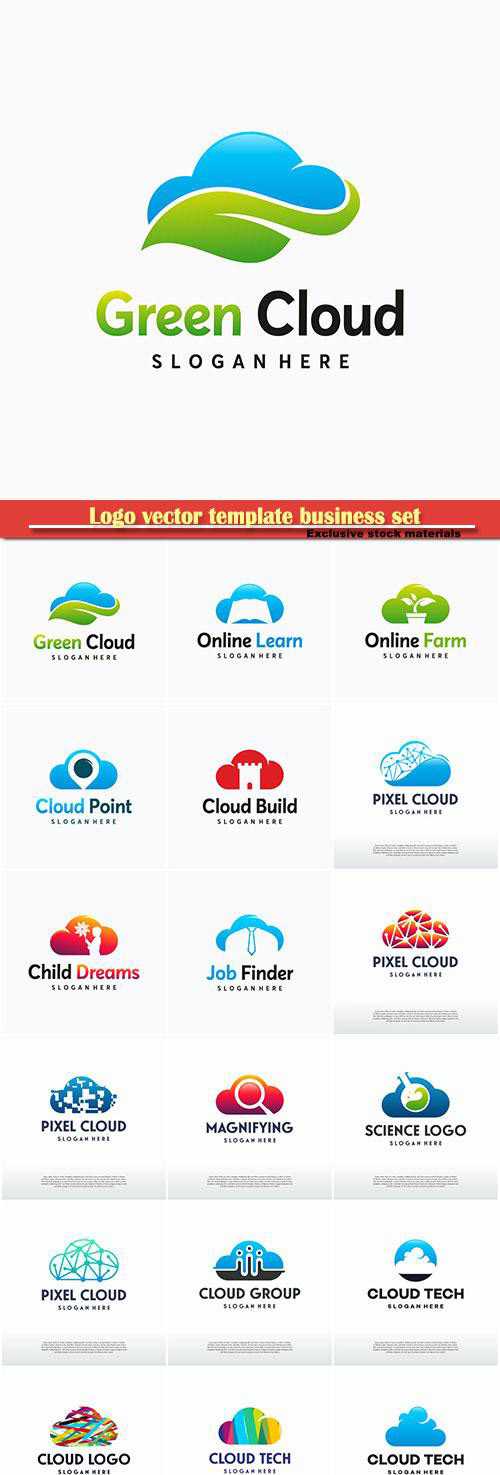 Green Cloud
SLOGAN HERE
Logo vector template business set
Exclusive stock materials
Green Cloud
SLOGAN HERE
Online Learn
SLOGAN HERE
Online Farm
SLOGAN HERE
Cloud Point
SLOGAN HERE
Cloud Build
SLOGAN HERE
PIXEL CLOUD
SLOGAN HERE
Child Dreams
SLOGAN HERE
Job Finder
SLOGAN HERE
PIXEL CLOUD
SLOGAN HERE
PIXEL CLOUD
SLOGAN HERE
MAGNIFYING
SLOGAN HERE
SCIENCE LOGO
SLOGAN HERE
PIXEL CLOUD
SLOGAN HERE
CLOUD GROUP
SLOGAN HERE
CLOUD TECH
SLOGAN HERE
CLOUD LOGO
SLOGAN HERE
CLOUD TECH
SLOGAN HERE
CLOUD TECH
SLOGAN HERE